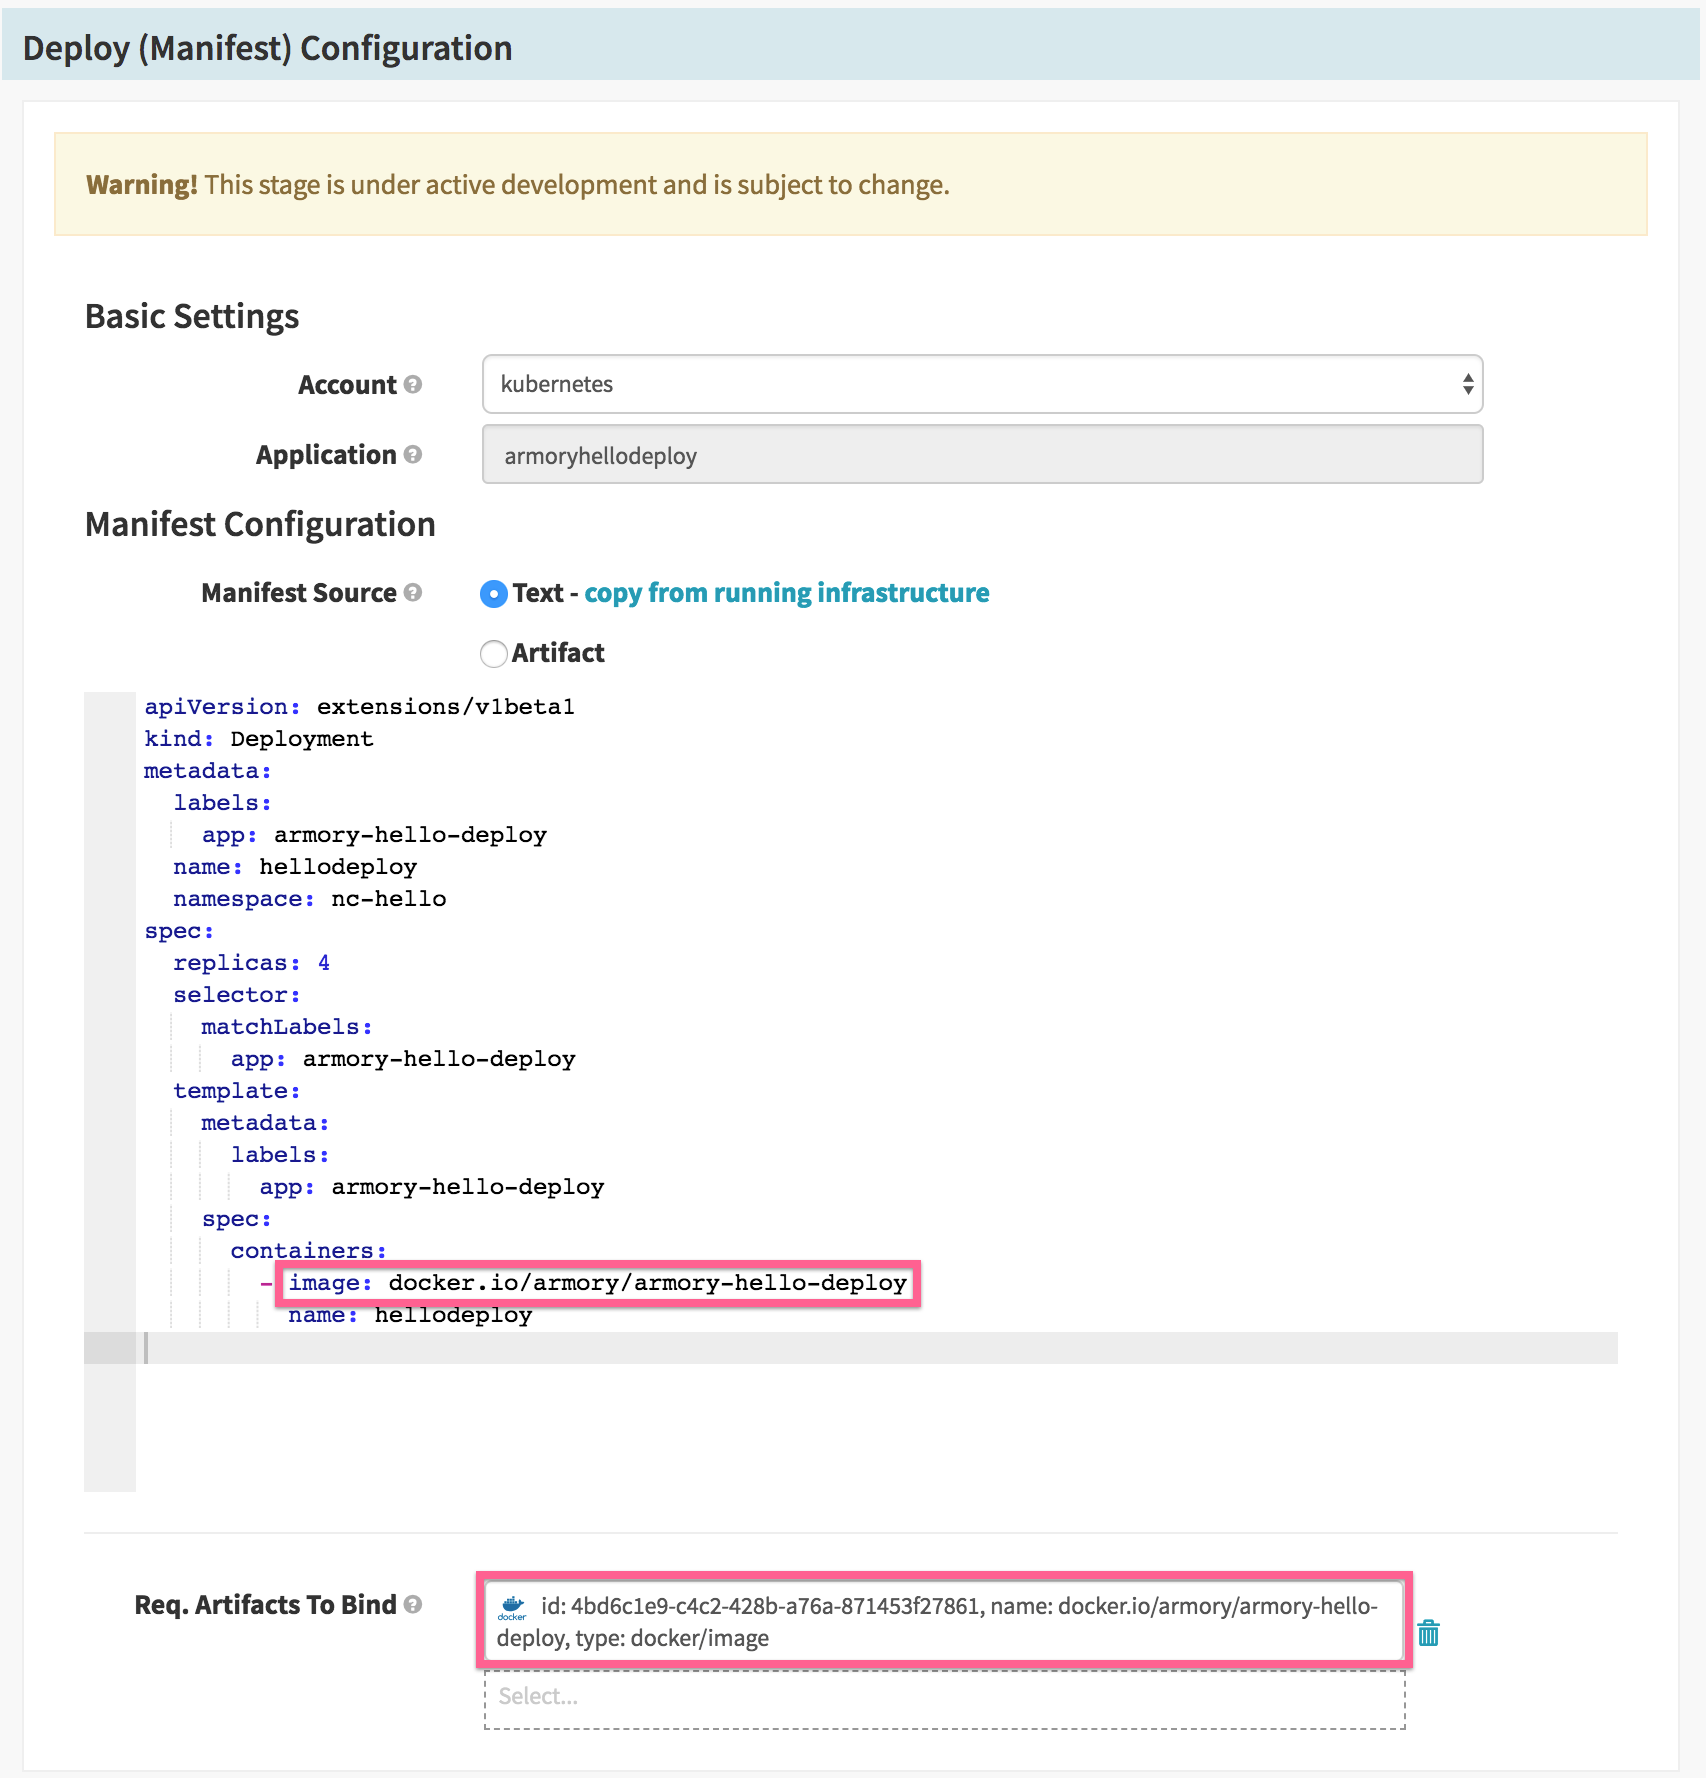 Deploy (Manifest) Configuration
Warning! This stage is under active development and is subject to change.
Basic Settings
Account ?
kubernetes
Application ?
armoryhellodeploy
Manifest Configuration
Manifest Source ?
Text - copy from running infrastructure
Artifact
apiVersion: extensions/v1beta1
kind: Deployment
metadata:
  labels:
    app: armory-hello-deploy
  name: hellodeploy
  namespace: nc-hello
spec:
  replicas: 4
  selector:
    matchLabels:
      app: armory-hello-deploy
  template:
    metadata:
      labels:
        app: armory-hello-deploy
    spec:
      containers:
        - image: docker.io/armory/armory-hello-deploy
          name: hellodeploy
Req. Artifacts To Bind ?
docker id: 4bd6c1e9-c4c2-428b-a76a-871453f27861, name: docker.io/armory/armory-hello-
deploy, type: docker/image
Select...